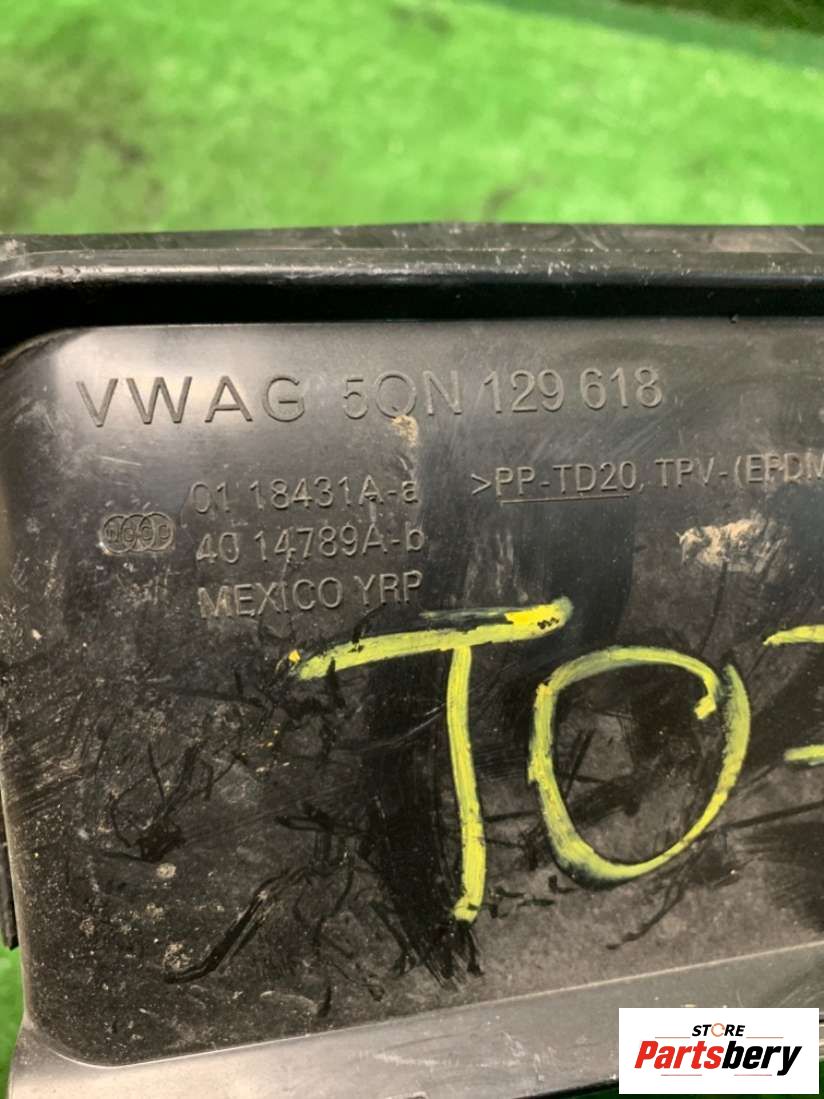 VWAG 5QN 129 618
01 18431A-a >PP-TD20, TPV-(EPDM
40 14789A-b
MEXICO YRP
TO
STORE
Partsbery